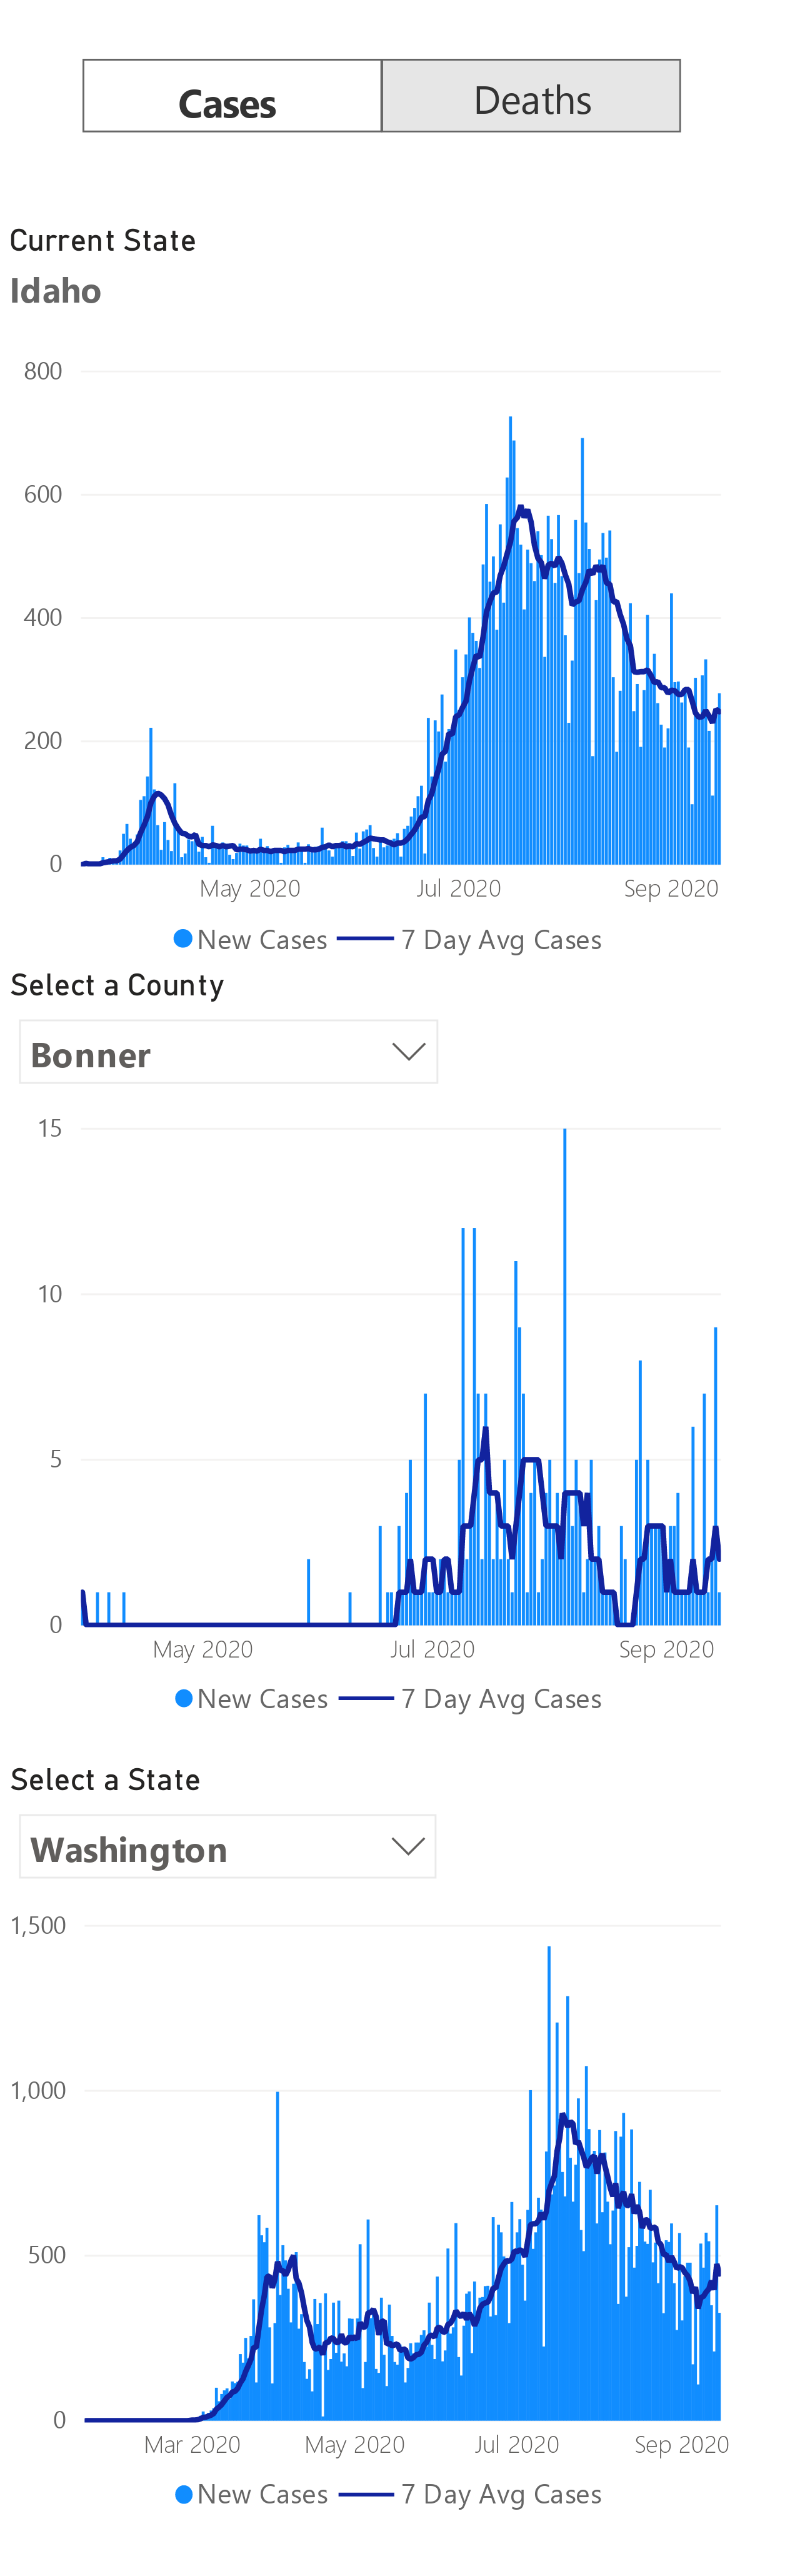 Cases Deaths
Current State
Idaho
800
600
400
200
0
May 2020 Jul 2020 Sep 2020
New Cases 7 Day Avg Cases
Select a County
Bonner
15
10
5
0
May 2020 Jul 2020 Sep 2020
New Cases 7 Day Avg Cases
Select a State
Washington
1,500
1,000
500
0
Mar 2020 May 2020 Jul 2020 Sep 2020
New Cases 7 Day Avg Cases